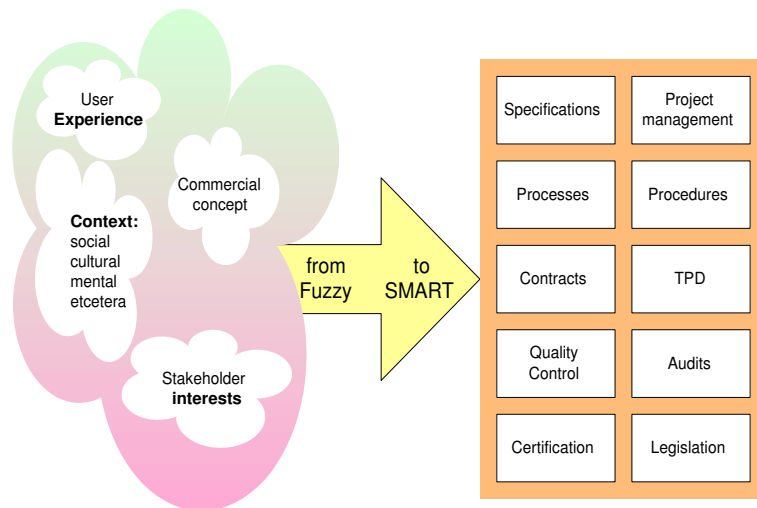 User
Experience
Commercial
concept
Context:
social
cultural
mental
etcetera
Stakeholder
interests
from
Fuzzy
to
SMART
Specifications
Project
management
Processes
Procedures
Contracts
TPD
Quality
Control
Audits
Certification
Legislation